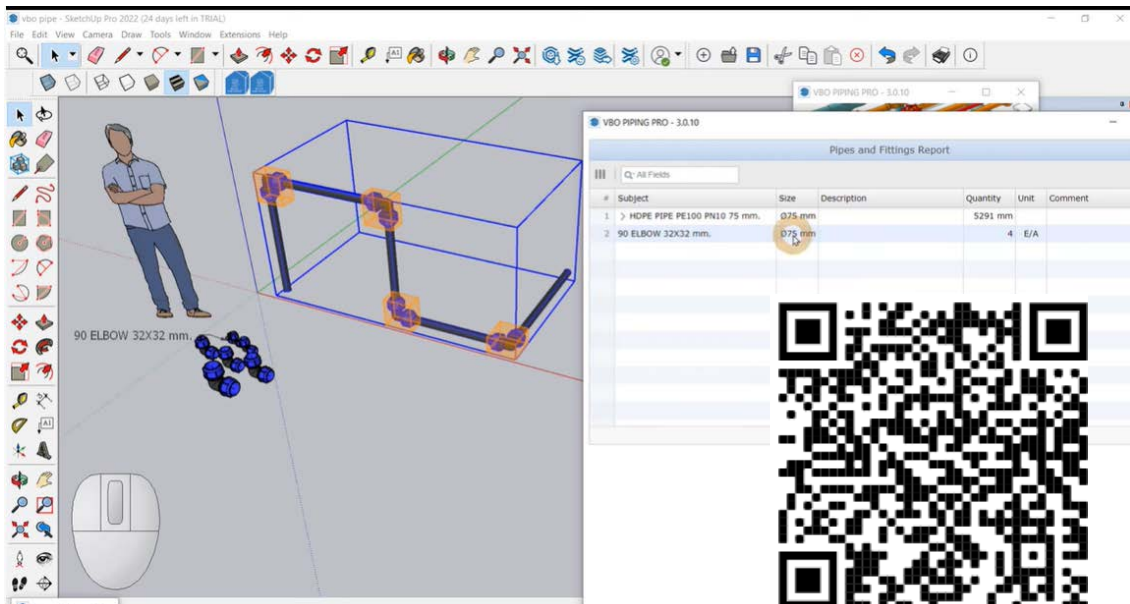 vbo pipe - SketchUp Pro 2022 (24 days left in TRIAL)
File Edit View Camera Draw Tools Window Extensions Help
VBO PIPING PRO - 3.0.10
VBO PIPING PRO - 3.0.10
Pipes and Fittings Report
All Fields
# Subject Size Description Quantity Unit Comment
1 > HDPE PIPE PE100 PN10 75 mm. Ø75 mm 5291 mm
2 90 ELBOW 32X32 mm. Ø75 mm 4 E/A
90 ELBOW 32X32 mm.